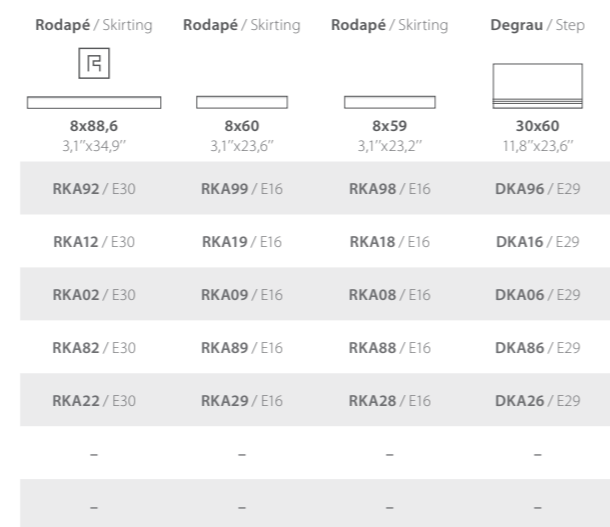 Rodapé / Skirting Rodapé / Skirting Rodapé / Skirting Degrau / Step
R
8x88,6 8x60 8x59 30x60
3,1’’x34,9’’ 3,1’’x23,6’’ 3,1’’x23,2’’ 11,8’’x23,6’’
RKA92 / E30 RKA99 / E16 RKA98 / E16 DKA96 / E29
RKA12 / E30 RKA19 / E16 RKA18 / E16 DKA16 / E29
RKA02 / E30 RKA09 / E16 RKA08 / E16 DKA06 / E29
RKA82 / E30 RKA89 / E16 RKA88 / E16 DKA86 / E29
RKA22 / E30 RKA29 / E16 RKA28 / E16 DKA26 / E29
– – – –
– – – –